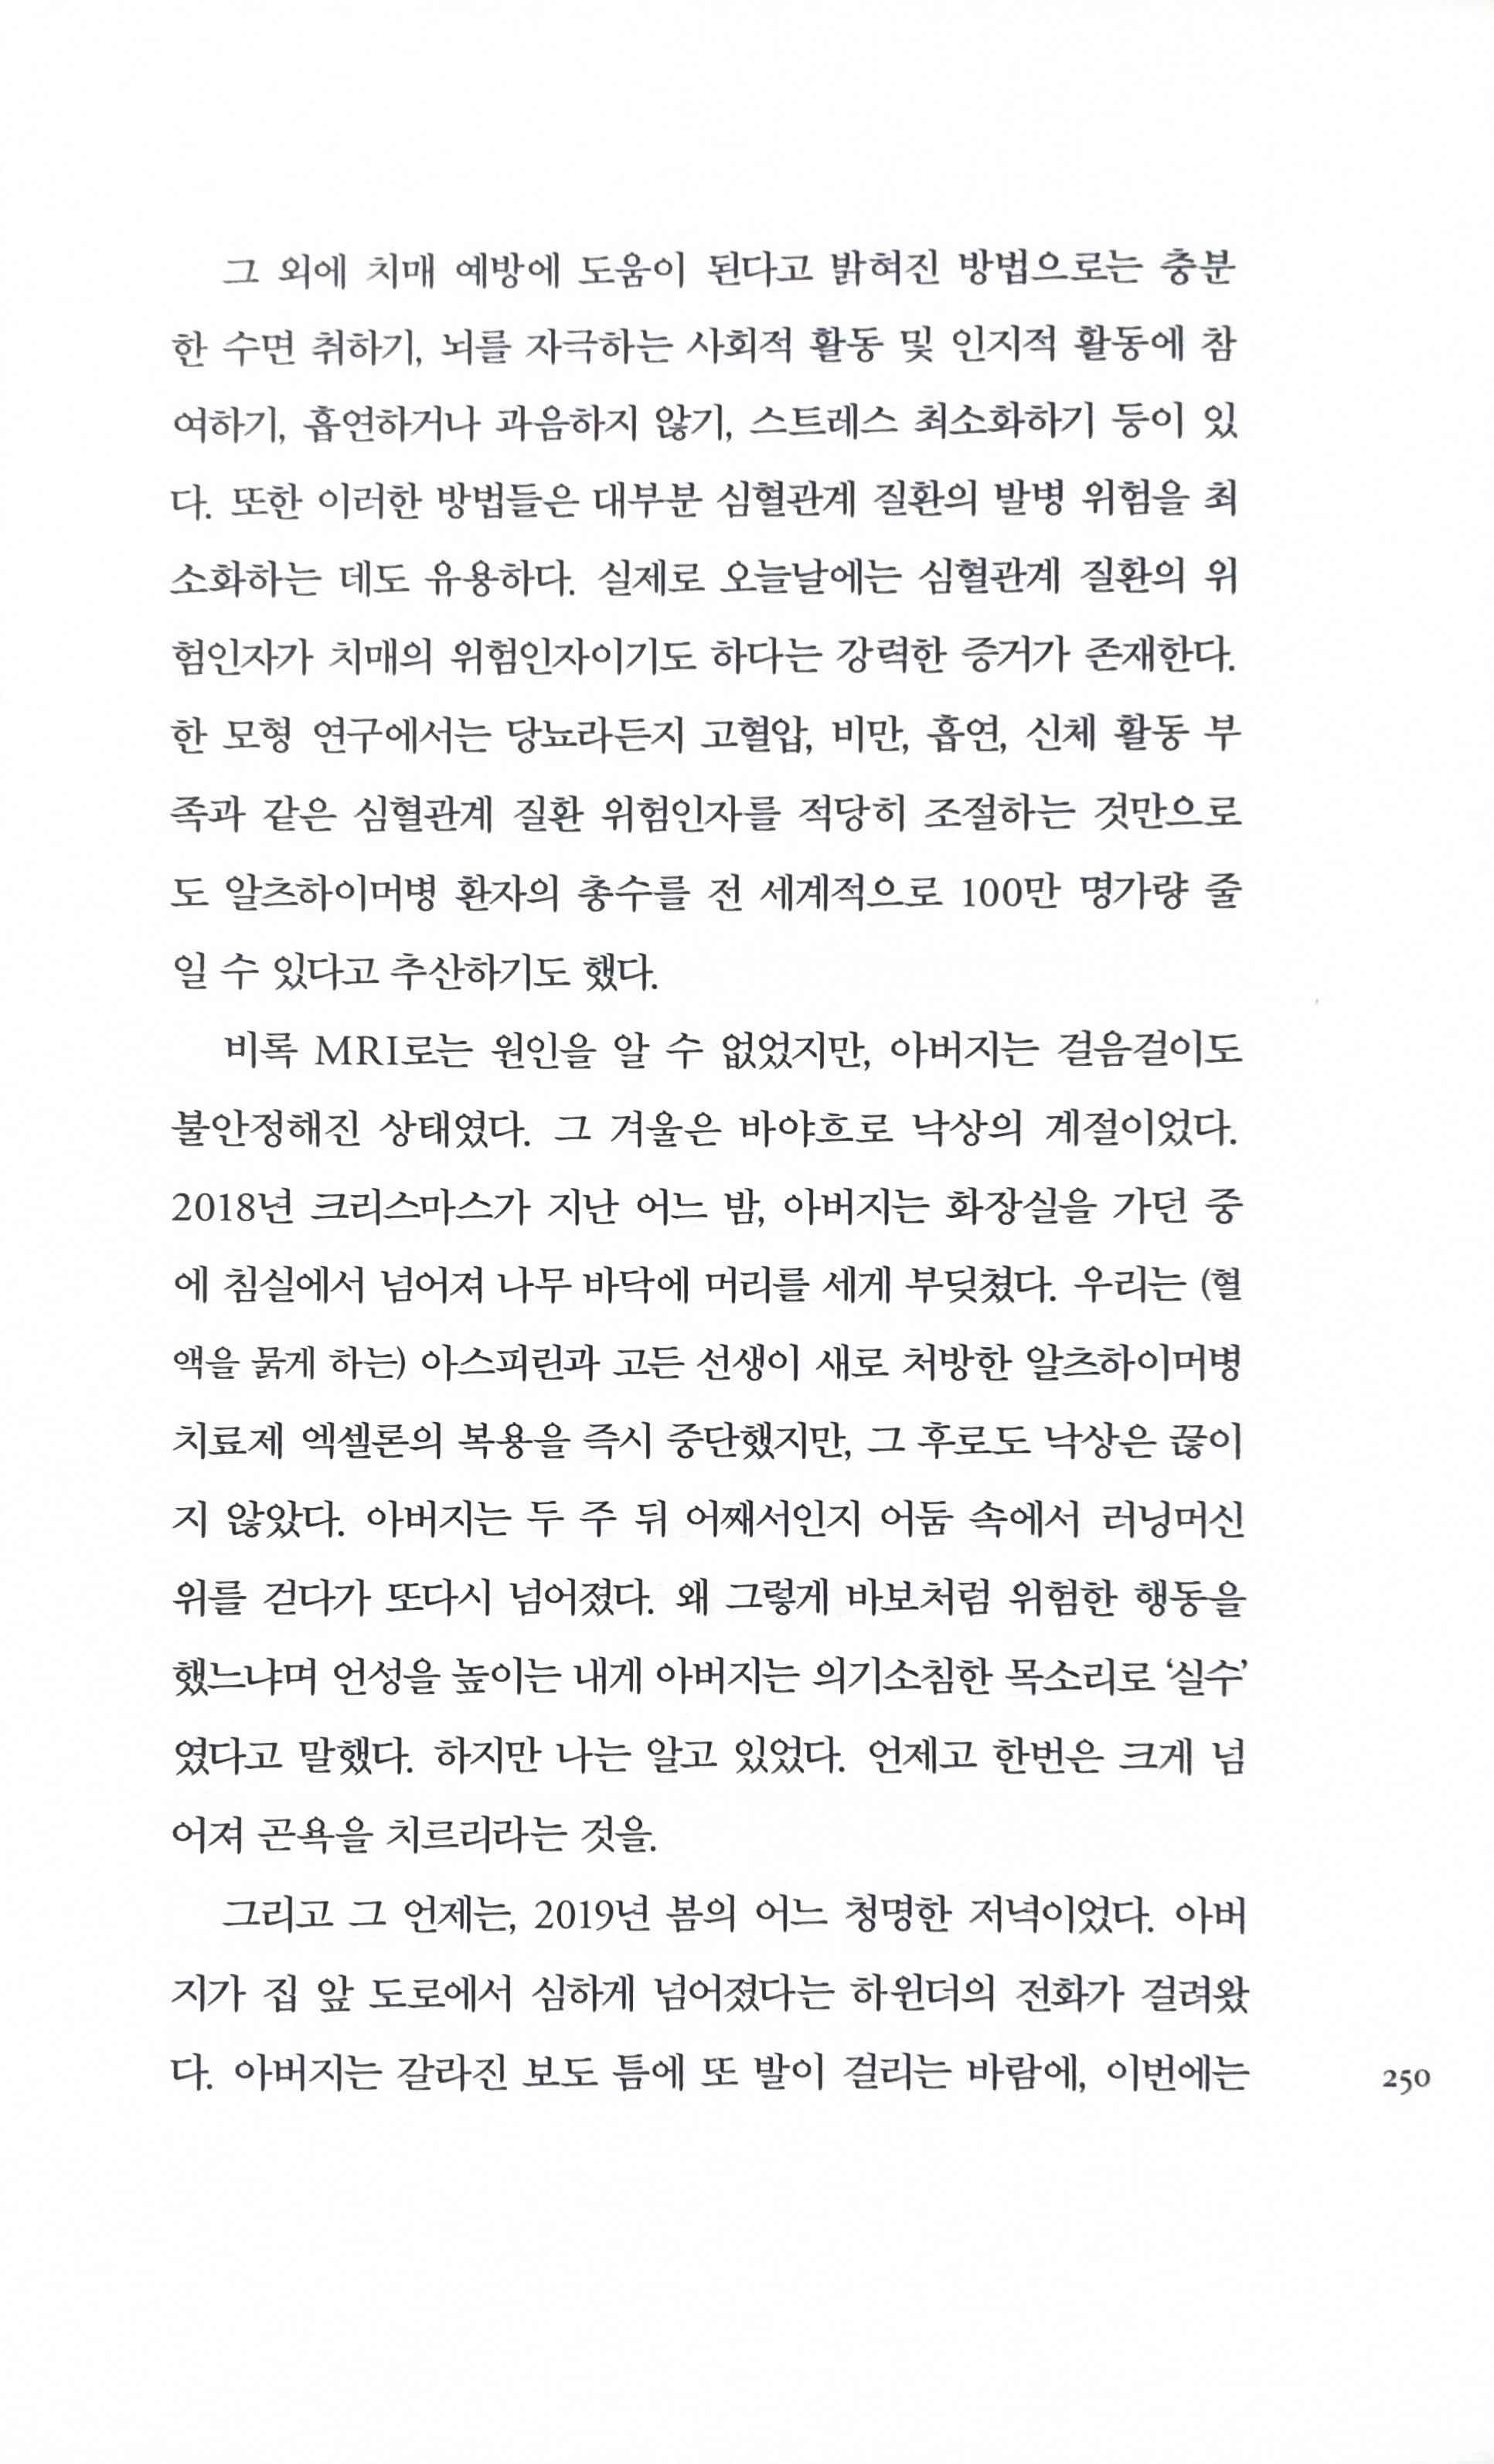 그 외에 치매 예방에 도움이 된다고 밝혀진 방법으로는 충분
한 수면 취하기, 뇌를 자극하는 사회적 활동 및 인지적 활동에 참
여하기, 흡연하거나 과음하지 않기, 스트레스 최소화하기 등이 있
다. 또한 이러한 방법들은 대부분 심혈관계 질환의 발병 위험을 최
소화하는 데도 유용하다. 실제로 오늘날에는 심혈관계 질환의 위
험인자가 치매의 위험인자이기도 하다는 강력한 증거가 존재한다.
한 모형 연구에서는 당뇨라든지 고혈압, 비만, 흡연, 신체 활동 부
족과 같은 심혈관계 질환 위험인자를 적당히 조절하는 것만으로
도 알츠하이머병 환자의 총수를 전 세계적으로 100만 명가량 줄
일 수 있다고 추산하기도 했다.
비록 MRI로는 원인을 알 수 없었지만, 아버지는 걸음걸이도
불안정해진 상태였다. 그 겨울은 바야흐로 낙상의 계절이었다.
2018년 크리스마스가 지난 어느 밤, 아버지는 화장실을 가던 중
에 침실에서 넘어져 나무 바닥에 머리를 세게 부딪쳤다. 우리는 (혈
액을 묽게 하는) 아스피린과 고든 선생이 새로 처방한 알츠하이머병
치료제 엑셀론의 복용을 즉시 중단했지만, 그 후로도 낙상은 끊이
지 않았다. 아버지는 두 주 뒤 어째서인지 어둠 속에서 러닝머신
위를 걷다가 또다시 넘어졌다. 왜 그렇게 바보처럼 위험한 행동을
했느냐며 언성을 높이는 내게 아버지는 의기소침한 목소리로 ‘실수’
였다고 말했다. 하지만 나는 알고 있었다. 언제고 한번은 크게 넘
어져 곤욕을 치르리라는 것을.
그리고 그 언제는, 2019년 봄의 어느 청명한 저녁이었다. 아버
지가 집 앞 도로에서 심하게 넘어졌다는 하윈더의 전화가 걸려왔
다. 아버지는 갈라진 보도 틈에 또 발이 걸리는 바람에, 이번에는
250